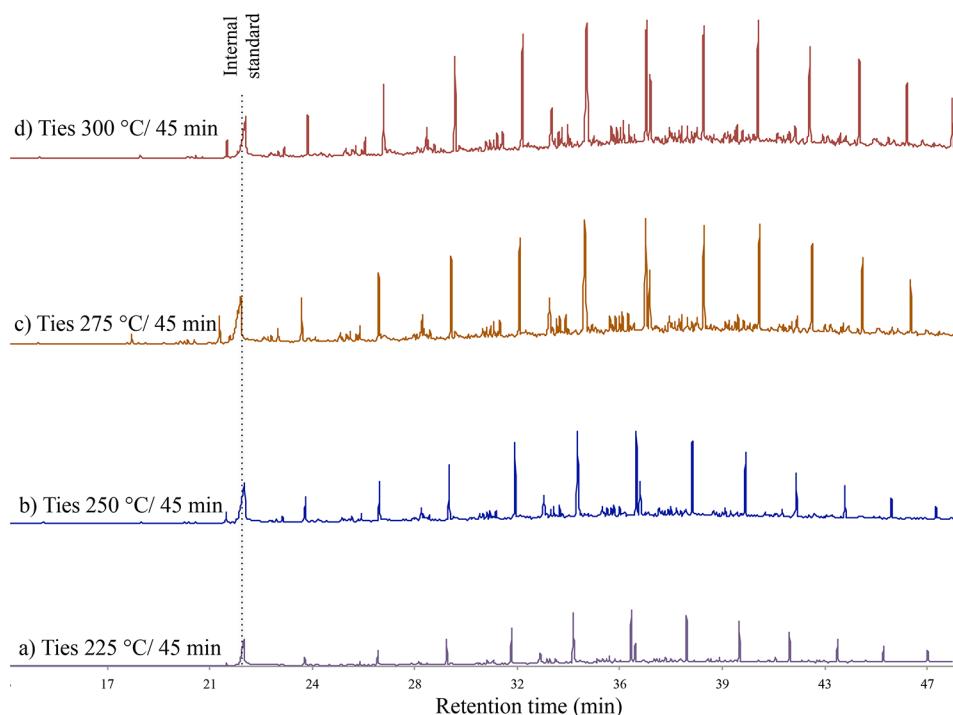 Internal
standard
d) Ties 300 °C/ 45 min
c) Ties 275 °C/ 45 min
b) Ties 250 °C/ 45 min
a) Ties 225 °C/ 45 min
17 21 24 28 32 36 39 43 47
Retention time (min)